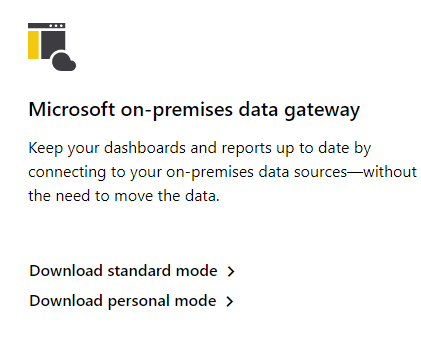 Microsoft on-premises data gateway
Keep your dashboards and reports up to date by
connecting to your on-premises data sources—without
the need to move the data.
Download standard mode
Download personal mode